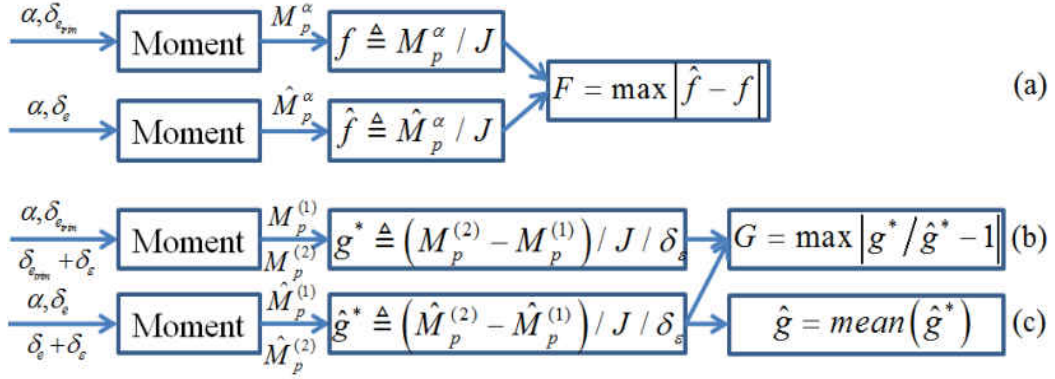 α,δ_{e_{trm}} Moment M_p^α f ≜ M_p^α / J
F = max |f̂ − f| (a)
α,δ_e Moment M̂_p^α f̂ ≜ M̂_p^α / J
α,δ_{e_{trm}} δ_{e_{trm}} + δ_ε Moment M_p^{(1)} M_p^{(2)} g^* ≜ (M_p^{(2)} − M_p^{(1)}) / J / δ_ε G = max |g^* / ĝ^* − 1| (b)
α,δ_e δ_e + δ_ε Moment M̂_p^{(1)} M̂_p^{(2)} ĝ^* ≜ (M̂_p^{(2)} − M̂_p^{(1)}) / J / δ_ε ĝ = mean(ĝ^*) (c)